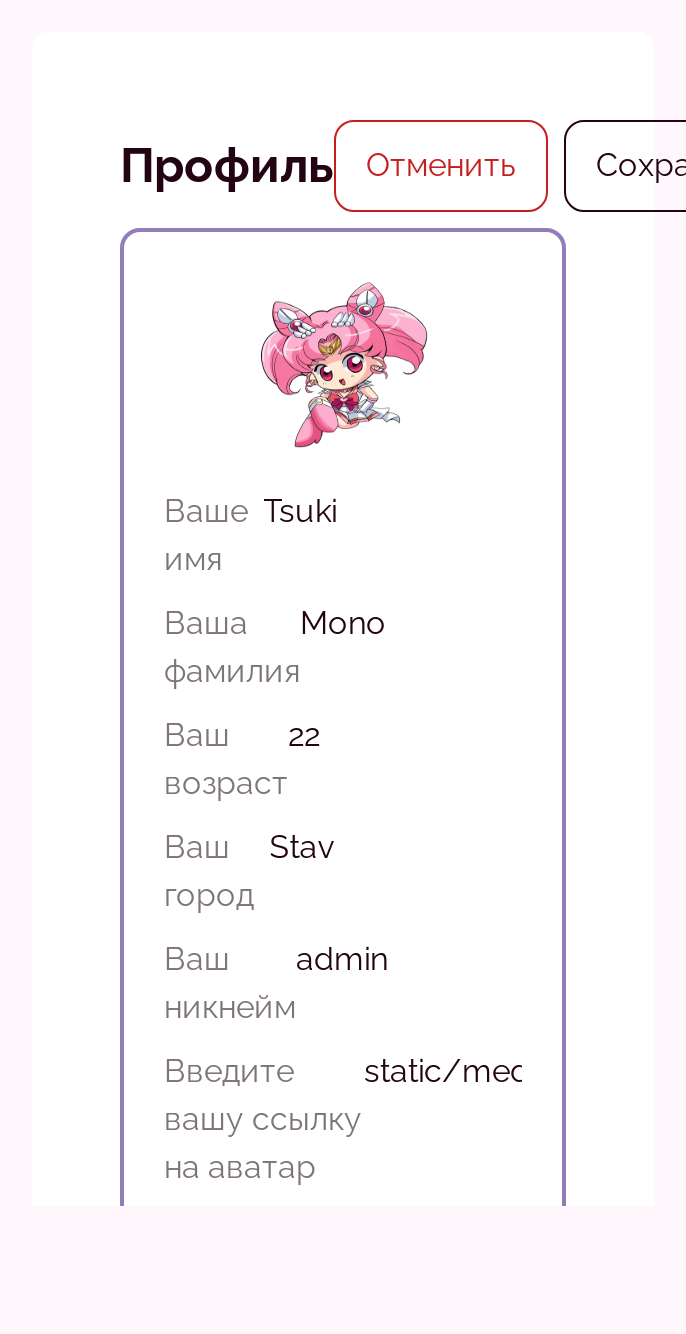 Профиль Отменить Сохра
Ваше Tsuki
имя
Ваша Mono
фамилия
Ваш 22
возраст
Ваш Stav
город
Ваш admin
никнейм
Введите static/med
вашу ссылку
на аватар